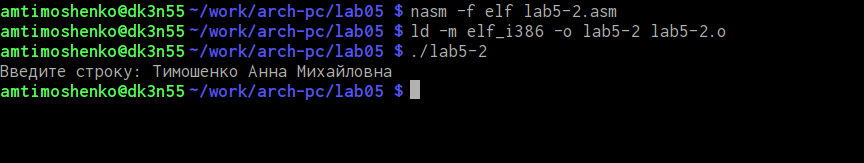 amtimoshenko@dk3n55 ~/work/arch-pc/lab05 $ nasm -f elf lab5-2.asm
amtimoshenko@dk3n55 ~/work/arch-pc/lab05 $ ld -m elf_i386 -o lab5-2 lab5-2.o
amtimoshenko@dk3n55 ~/work/arch-pc/lab05 $ ./lab5-2
Введите строку: Тимошенко Анна Михайловна
amtimoshenko@dk3n55 ~/work/arch-pc/lab05 $